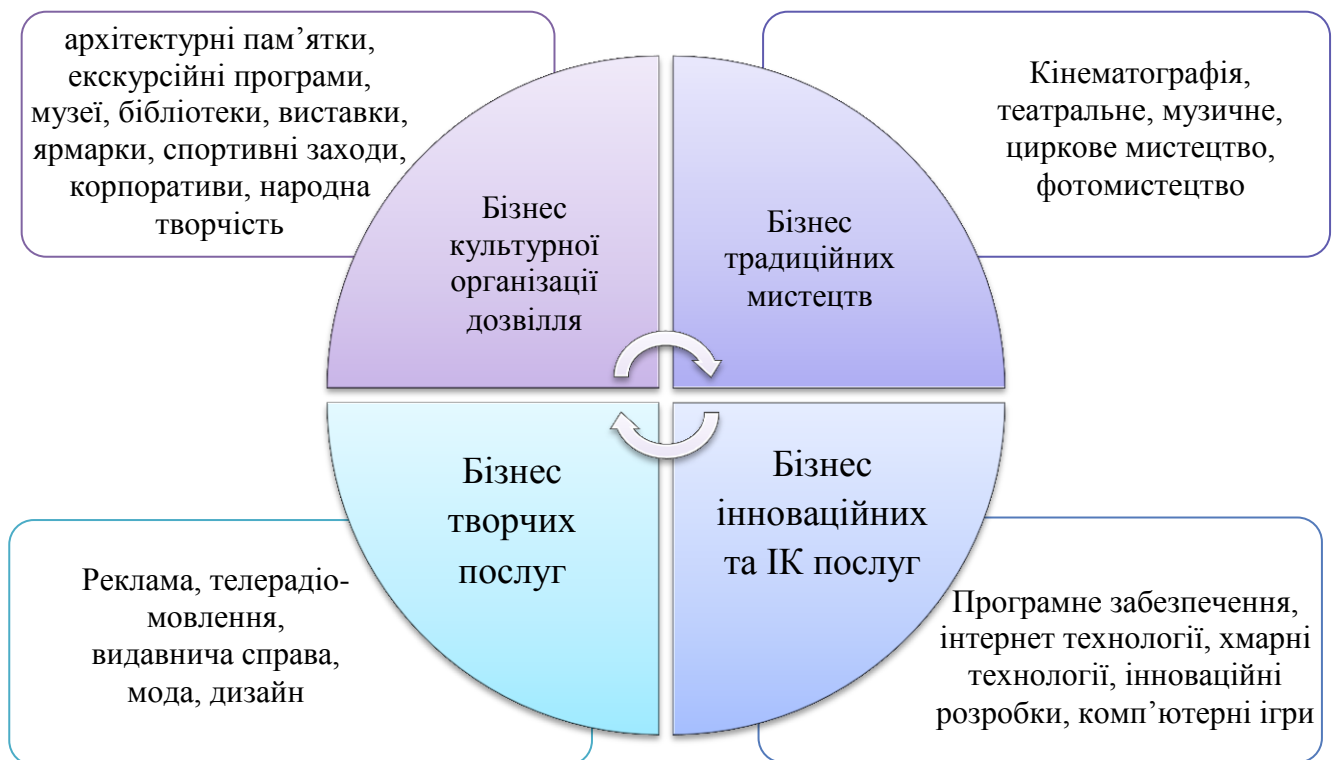 архітектурні пам’ятки,
екскурсійні програми,
музеї, бібліотеки, виставки,
ярмарки, спортивні заходи,
корпоративи, народна
творчість
Кінематографія,
театральне, музичне,
циркове мистецтво,
фотомистецтво
Бізнес
культурної
організації
дозвілля
Бізнес
традиційних
мистецтв
Бізнес
творчих
послуг
Бізнес
інноваційних
та ІК послуг
Реклама, телерадіо-
мовлення,
видавнича справа,
мода, дизайн
Програмне забезпечення,
інтернет технології, хмарні
технології, інноваційні
розробки, комп’ютерні ігри